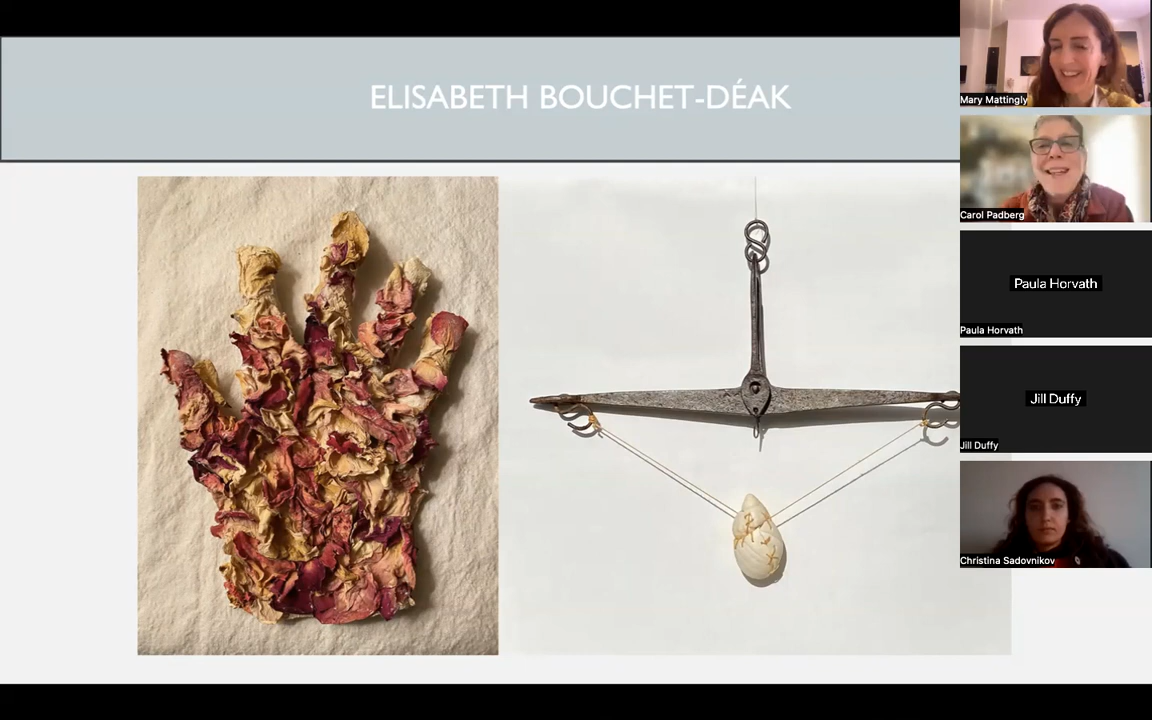 ELISABETH BOUCHET-DÉAK
Mary Mattingly
Carol Padberg
Paula Horvath
Paula Horvath
Jill Duffy
Jill Duffy
Christina Sadovnikov